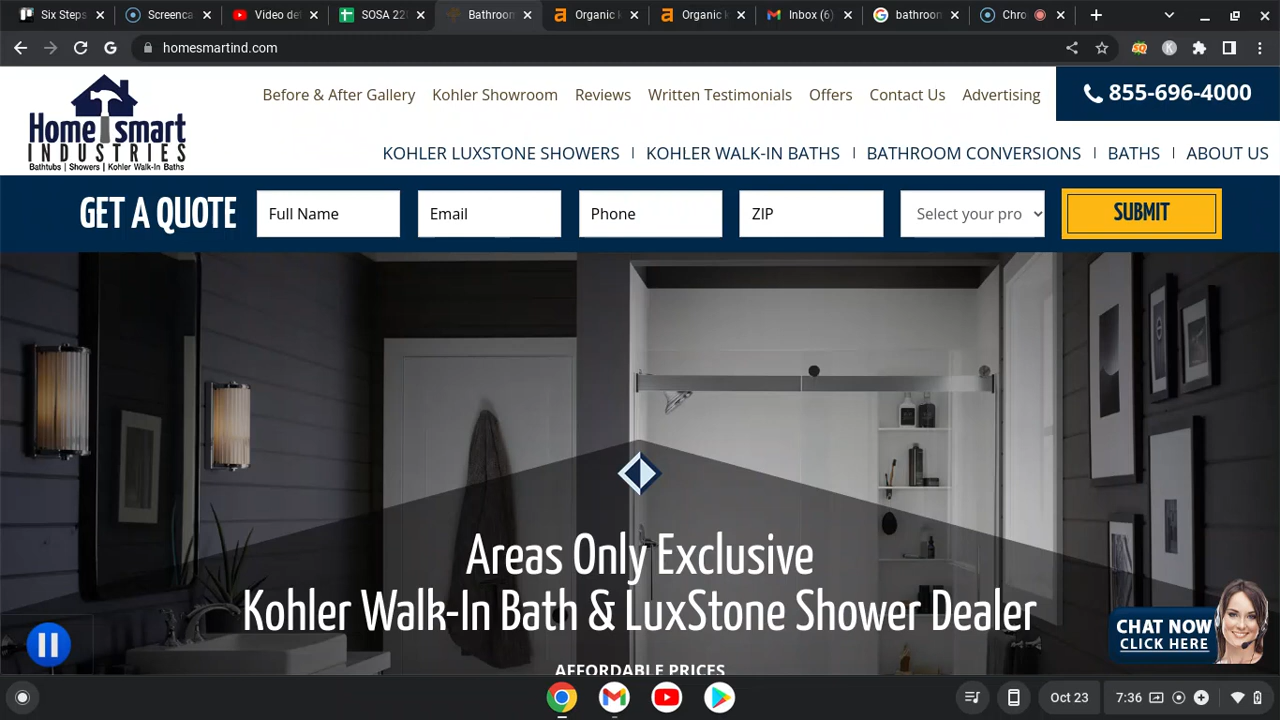 Six Steps
Screenca
Video de
SOSA 22
Bathroon
Organic k
Organic k
Inbox (6)
bathroon
Chro
homesmartind.com
Home Smart
INDUSTRIES
Bathtubs | Showers | Kohler Walk-In Baths
Before & After Gallery
Kohler Showroom
Reviews
Written Testimonials
Offers
Contact Us
Advertising
855-696-4000
KOHLER LUXSTONE SHOWERS
KOHLER WALK-IN BATHS
BATHROOM CONVERSIONS
BATHS
ABOUT US
GET A QUOTE
Full Name
Email
Phone
ZIP
Select your pro
SUBMIT
Areas Only Exclusive
Kohler Walk-In Bath & LuxStone Shower Dealer
AFFORDABLE PRICES
CHAT NOW
CLICK HERE
Oct 23
7:36